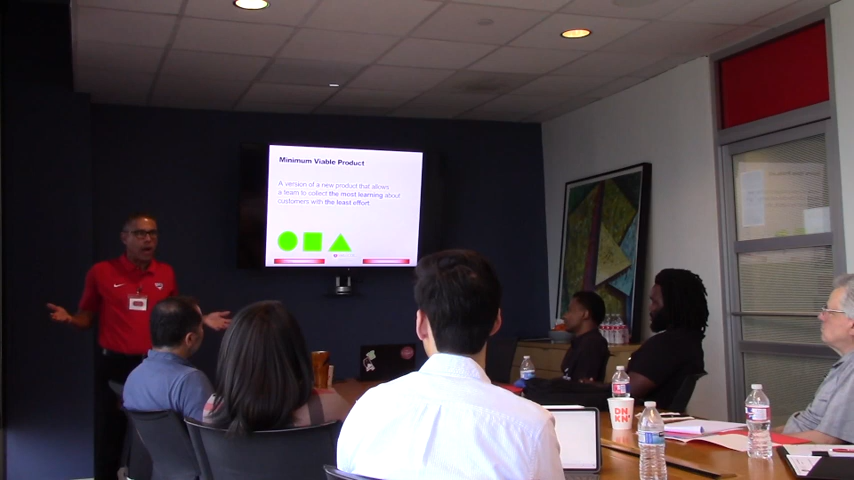 Minimum Viable Product
A version of a new product that allows
a team to collect the most learning about
customers with the least effort
DNKN'